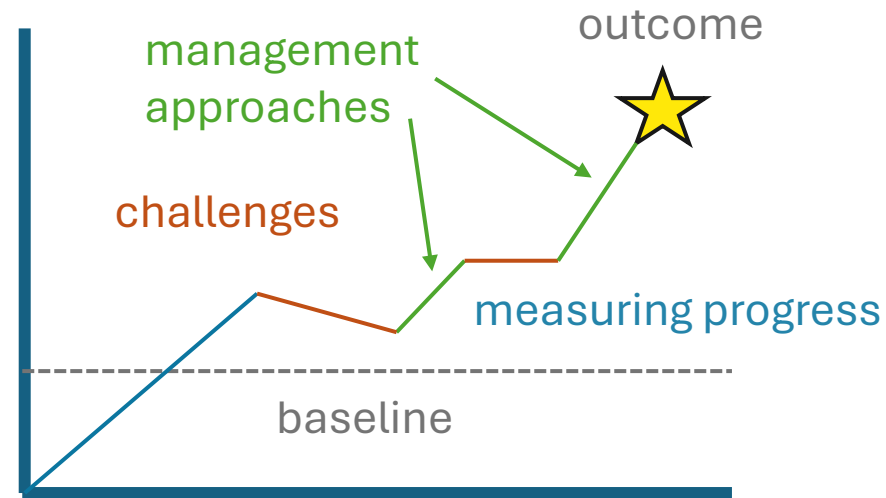 outcome
management
approaches
challenges
measuring progress
baseline